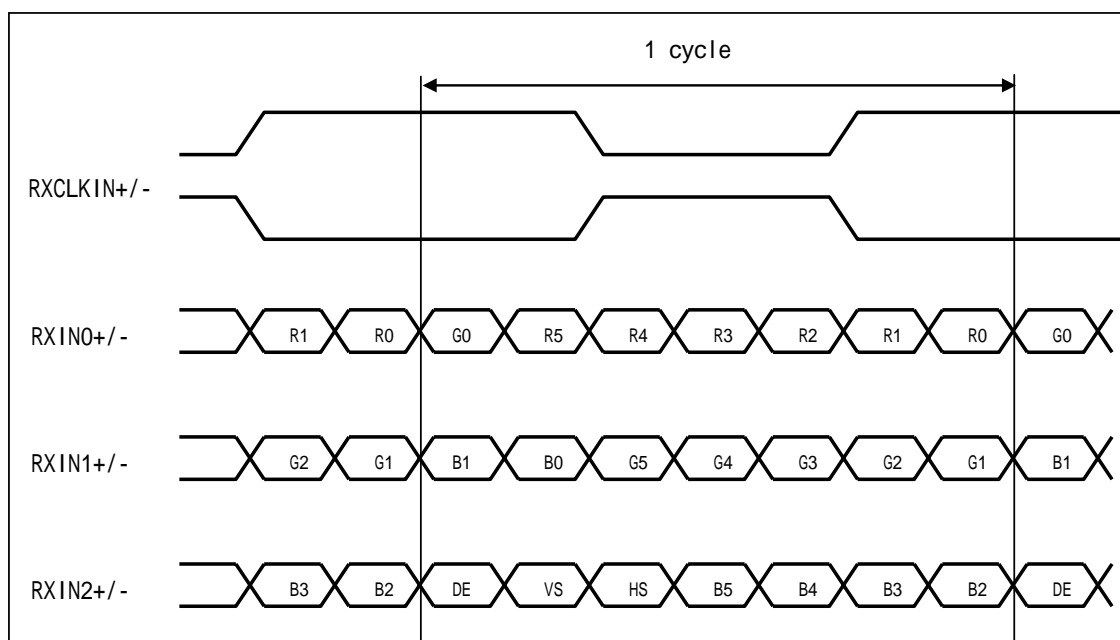 1 cycle
RXCLKIN+/-
RXIN0+/- R1 R0 G0 R5 R4 R3 R2 R1 R0 G0
RXIN1+/- G2 G1 B1 B0 G5 G4 G3 G2 G1 B1
RXIN2+/- B3 B2 DE VS HS B5 B4 B3 B2 DE